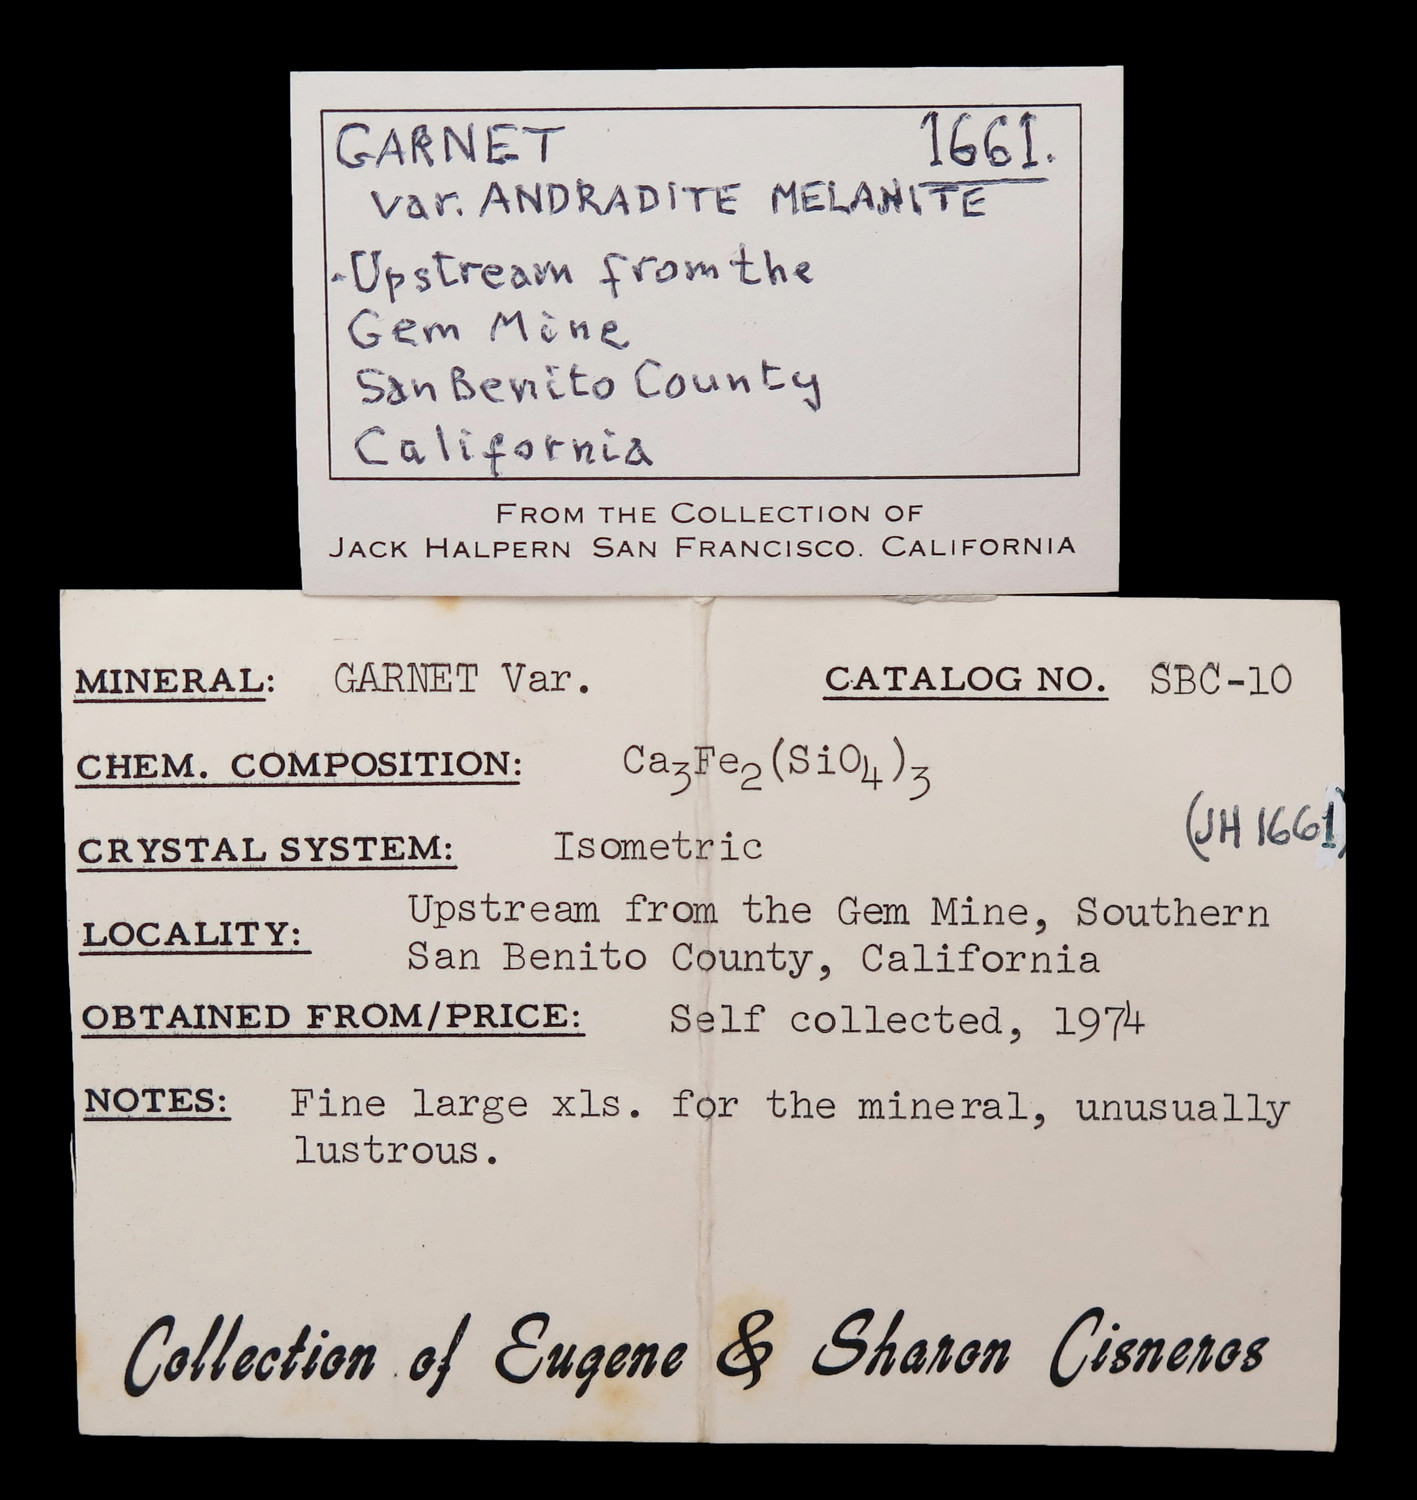 GARNET 1661.
var. ANDRADITE MELANITE
-Upstream from the
Gem Mine
San Benito County
California
FROM THE COLLECTION OF
JACK HALPERN SAN FRANCISCO. CALIFORNIA
MINERAL: GARNET Var. CATALOG NO. SBC-10
CHEM. COMPOSITION: Ca3Fe2(SiO4)3
(JH 1661)
CRYSTAL SYSTEM: Isometric
LOCALITY: Upstream from the Gem Mine, Southern
San Benito County, California
OBTAINED FROM/PRICE: Self collected, 1974
NOTES: Fine large xls. for the mineral, unusually
lustrous.
Collection of Eugene & Sharon Cisneros